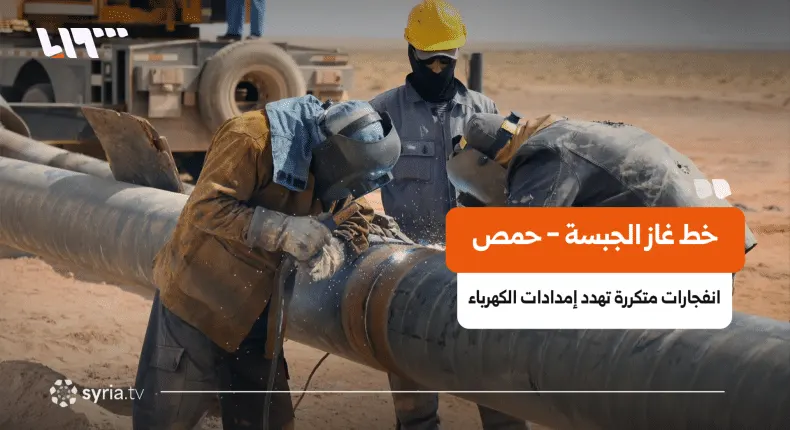 خط غاز الجبسة - حمص
انفجارات متكررة تهدد إمدادات الكهرباء
syria.tv